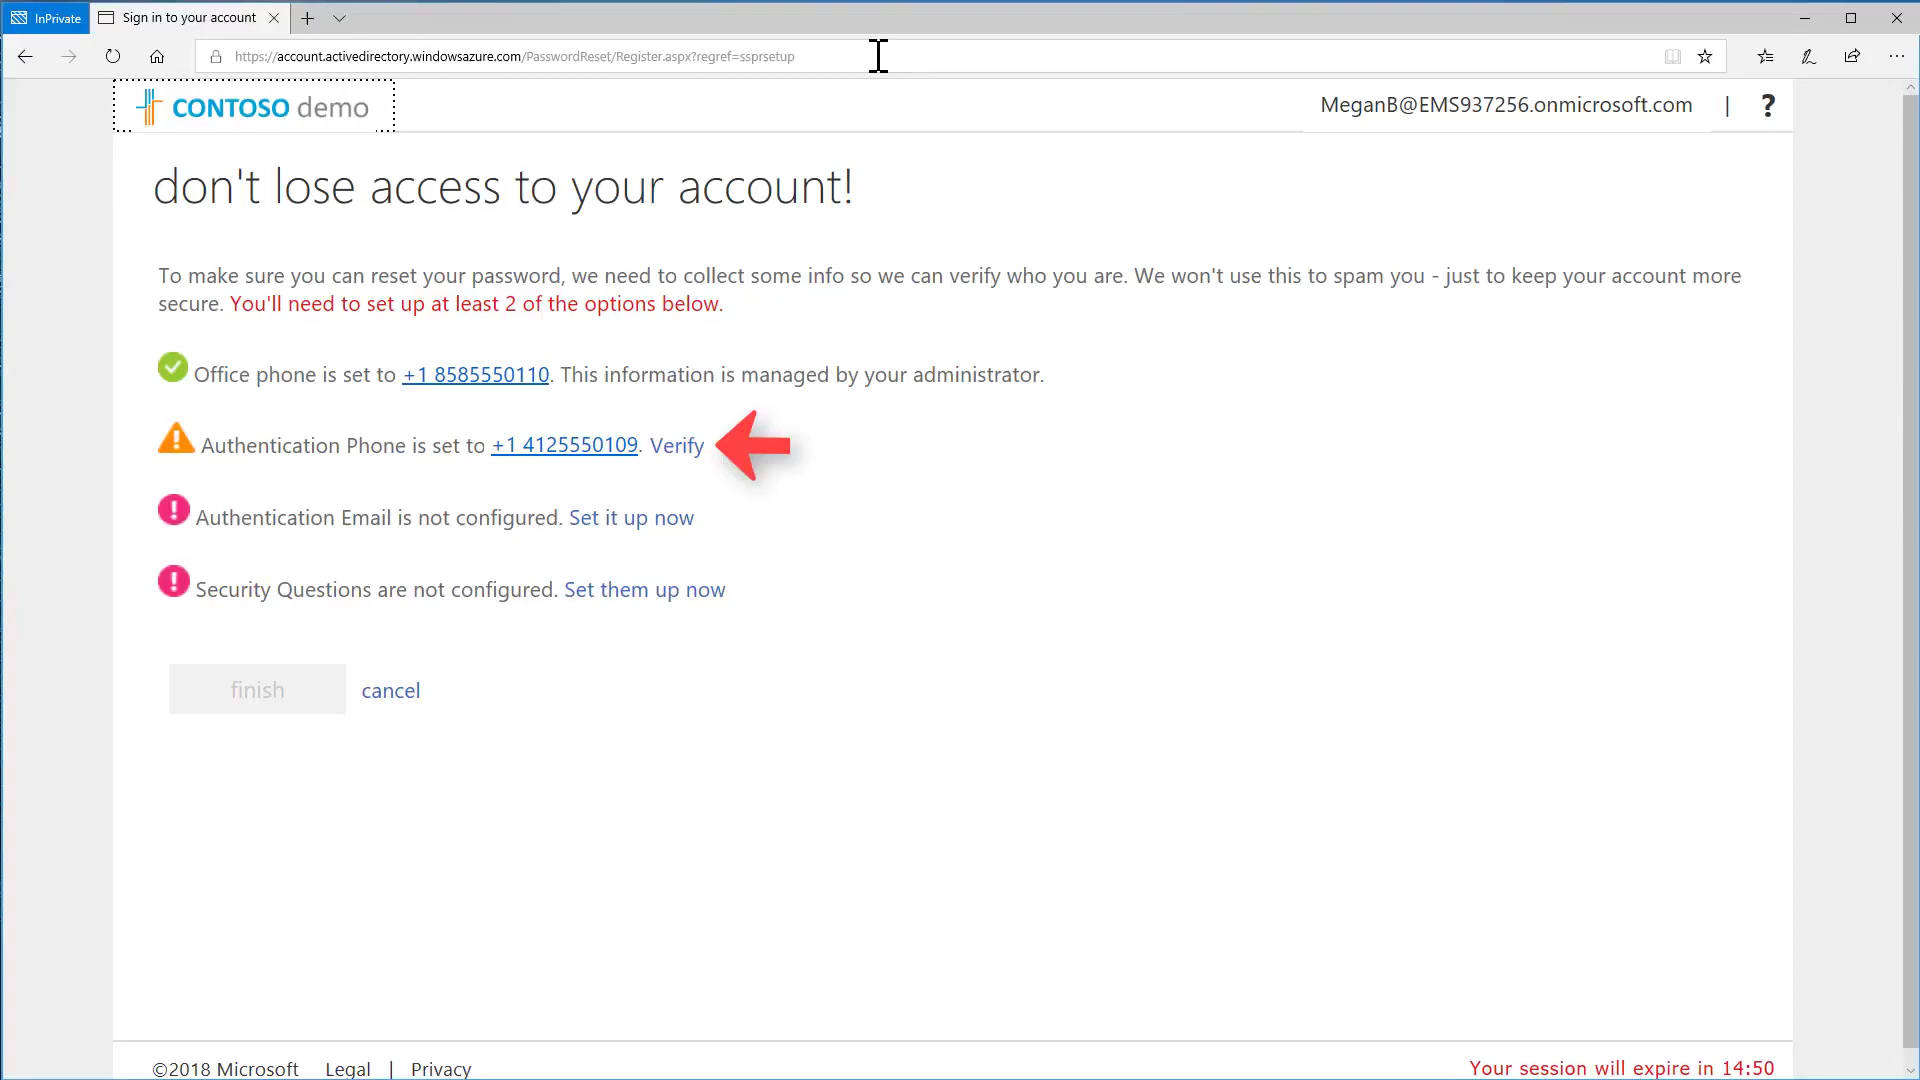 InPrivate
Sign in to your account
https://account.activedirectory.windowsazure.com/PasswordReset/Register.aspx?regref=ssprsetup
CONTOSO demo
MeganB@EMS937256.onmicrosoft.com | ?
don't lose access to your account!
To make sure you can reset your password, we need to collect some info so we can verify who you are. We won't use this to spam you - just to keep your account more
secure. You'll need to set up at least 2 of the options below.
Office phone is set to +1 8585550110. This information is managed by your administrator.
Authentication Phone is set to +1 4125550109. Verify
Authentication Email is not configured. Set it up now
Security Questions are not configured. Set them up now
finish cancel
©2018 Microsoft Legal | Privacy
Your session will expire in 14:50